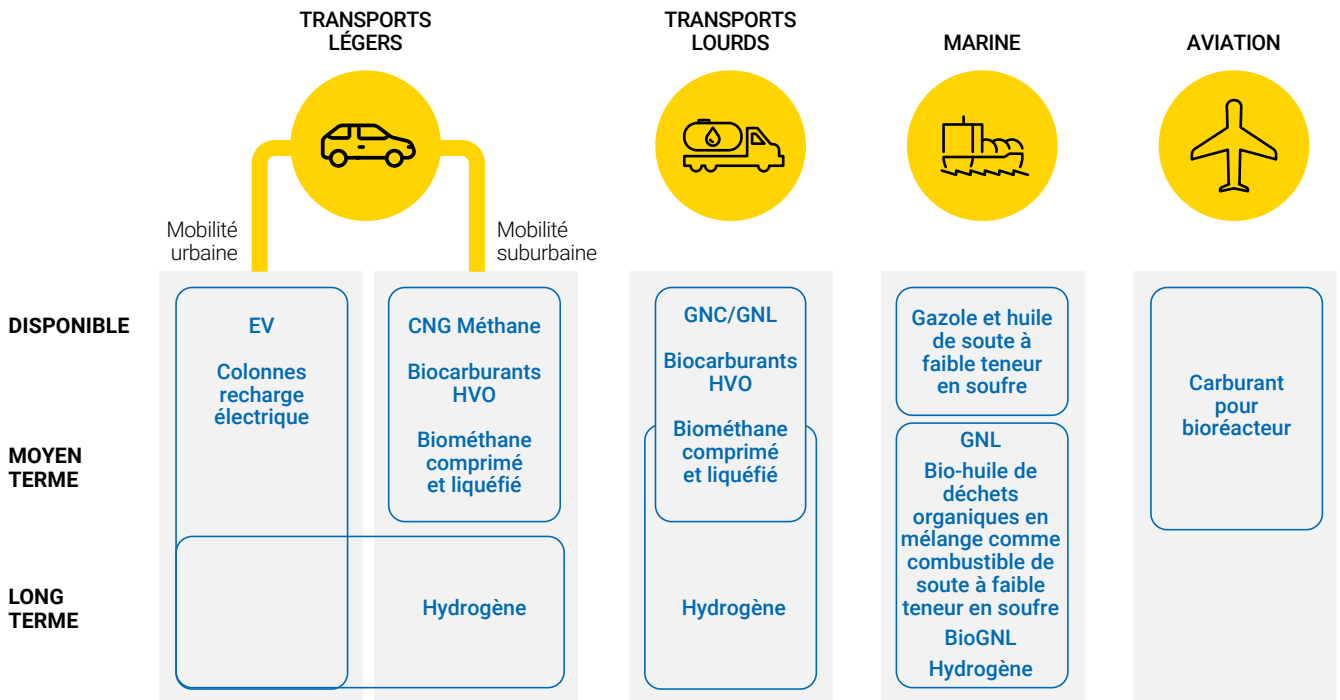 TRANSPORTS
LÉGERS
TRANSPORTS
LOURDS
MARINE
AVIATION
Mobilité
urbaine
Mobilité
suburbaine
DISPONIBLE
MOYEN
TERME
LONG
TERME
EV
Colonnes
recharge
électrique
CNG Méthane
Biocarburants
HVO
Biométhane
comprimé
et liquéfié
Hydrogène
GNC/GNL
Biocarburants
HVO
Biométhane
comprimé
et liquéfié
Hydrogène
Gazole et huile
de soute à
faible teneur
en soufre
GNL
Bio-huile de
déchets
organiques en
mélange comme
combustible de
soute à faible
teneur en soufre
BioGNL
Hydrogène
Carburant
pour
bioréacteur